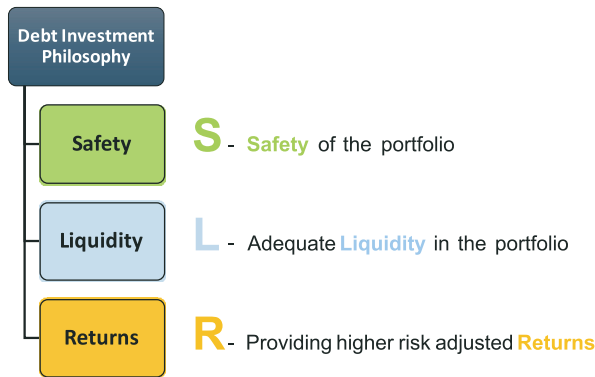 Debt Investment
Philosophy
Safety
S - Safety of the portfolio
Liquidity
L - Adequate Liquidity in the portfolio
Returns
R - Providing higher risk adjusted Returns